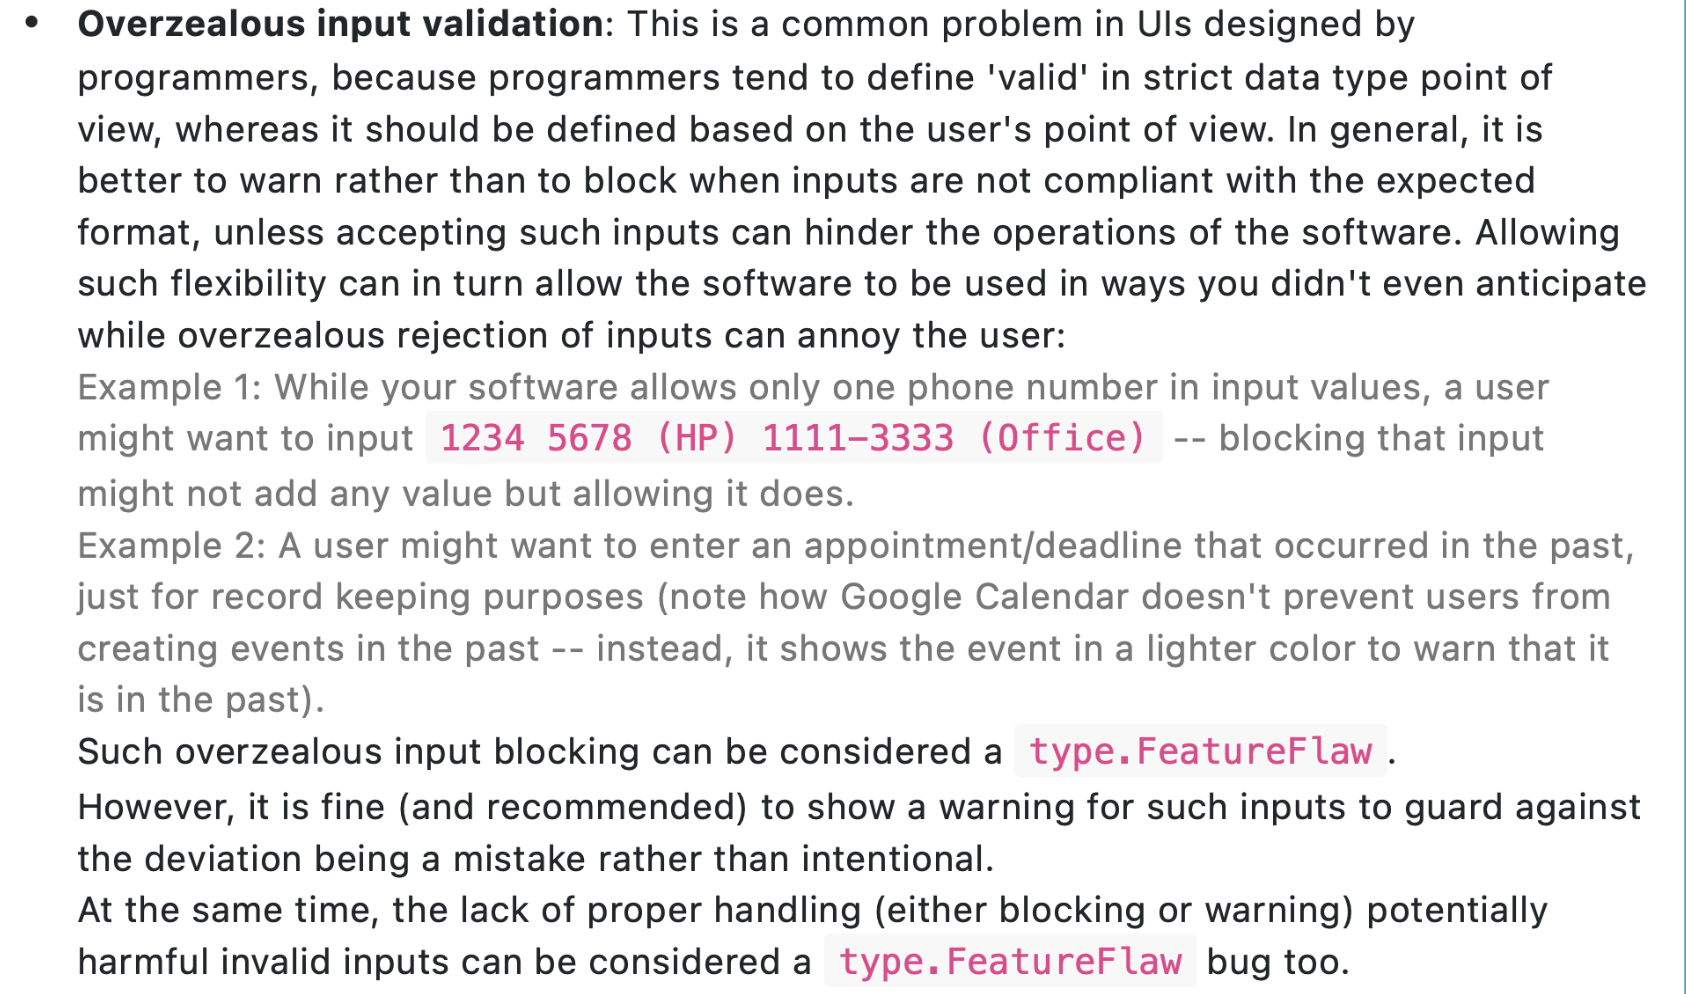 • Overzealous input validation: This is a common problem in UIs designed by
programmers, because programmers tend to define 'valid' in strict data type point of
view, whereas it should be defined based on the user's point of view. In general, it is
better to warn rather than to block when inputs are not compliant with the expected
format, unless accepting such inputs can hinder the operations of the software. Allowing
such flexibility can in turn allow the software to be used in ways you didn't even anticipate
while overzealous rejection of inputs can annoy the user:
Example 1: While your software allows only one phone number in input values, a user
might want to input 1234 5678 (HP) 1111-3333 (Office) -- blocking that input
might not add any value but allowing it does.
Example 2: A user might want to enter an appointment/deadline that occurred in the past,
just for record keeping purposes (note how Google Calendar doesn't prevent users from
creating events in the past -- instead, it shows the event in a lighter color to warn that it
is in the past).
Such overzealous input blocking can be considered a type.FeatureFlaw.
However, it is fine (and recommended) to show a warning for such inputs to guard against
the deviation being a mistake rather than intentional.
At the same time, the lack of proper handling (either blocking or warning) potentially
harmful invalid inputs can be considered a type.FeatureFlaw bug too.